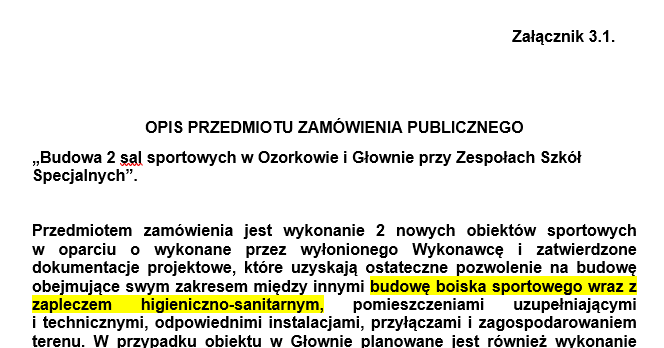 Załącznik 3.1.
OPIS PRZEDMIOTU ZAMÓWIENIA PUBLICZNEGO
„Budowa 2 sal sportowych w Ozorkowie i Głownie przy Zespołach Szkół
Specjalnych”.
Przedmiotem zamówienia jest wykonanie 2 nowych obiektów sportowych
w oparciu o wykonane przez wyłonionego Wykonawcę i zatwierdzone
dokumentacje projektowe, które uzyskają ostateczne pozwolenie na budowę
obejmujące swym zakresem między innymi budowę boiska sportowego wraz z
zapleczem higieniczno-sanitarnym, pomieszczeniami uzupełniającymi
i technicznymi, odpowiednimi instalacjami, przyłączami i zagospodarowaniem
terenu. W przypadku obiektu w Głownie planowane jest również wykonanie